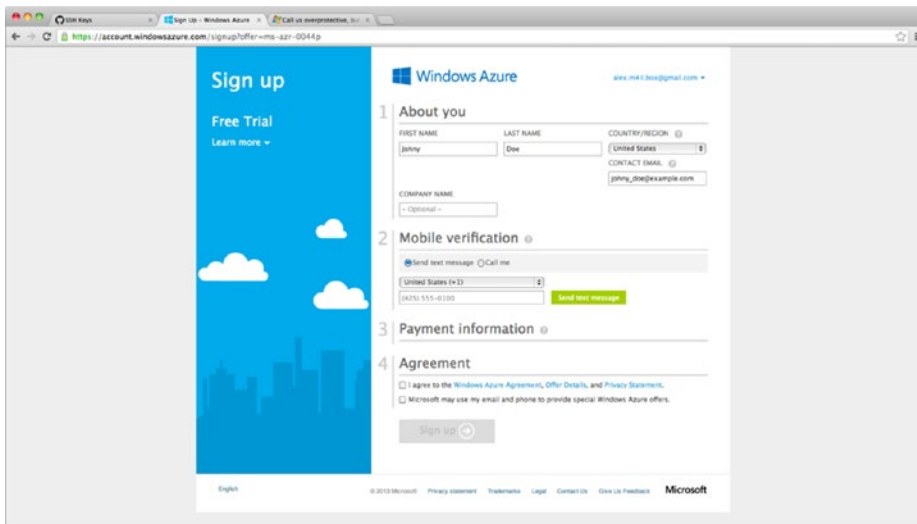 SSH Keys
Sign Up - Windows Azure
Call us overprotective, but
https://account.windowsazure.com/signup?offer=ms-azr-0044p
Sign up
Free Trial
Learn more
Windows Azure
1 About you
FIRST NAME LAST NAME COUNTRY/REGION
Johny Doe United States
CONTACT EMAIL
johny_doe@example.com
COMPANY NAME
- Optional -
2 Mobile verification
Send text message Call me
United States (+1)
(425) 555-0100 Send text message
3 Payment information
4 Agreement
I agree to the Windows Azure Agreement, Offer Details, and Privacy Statement.
Microsoft may use my email and phone to provide special Windows Azure offers.
Sign up
English © 2013 Microsoft Privacy statement Trademarks Legal Contact Us Give Us Feedback Microsoft